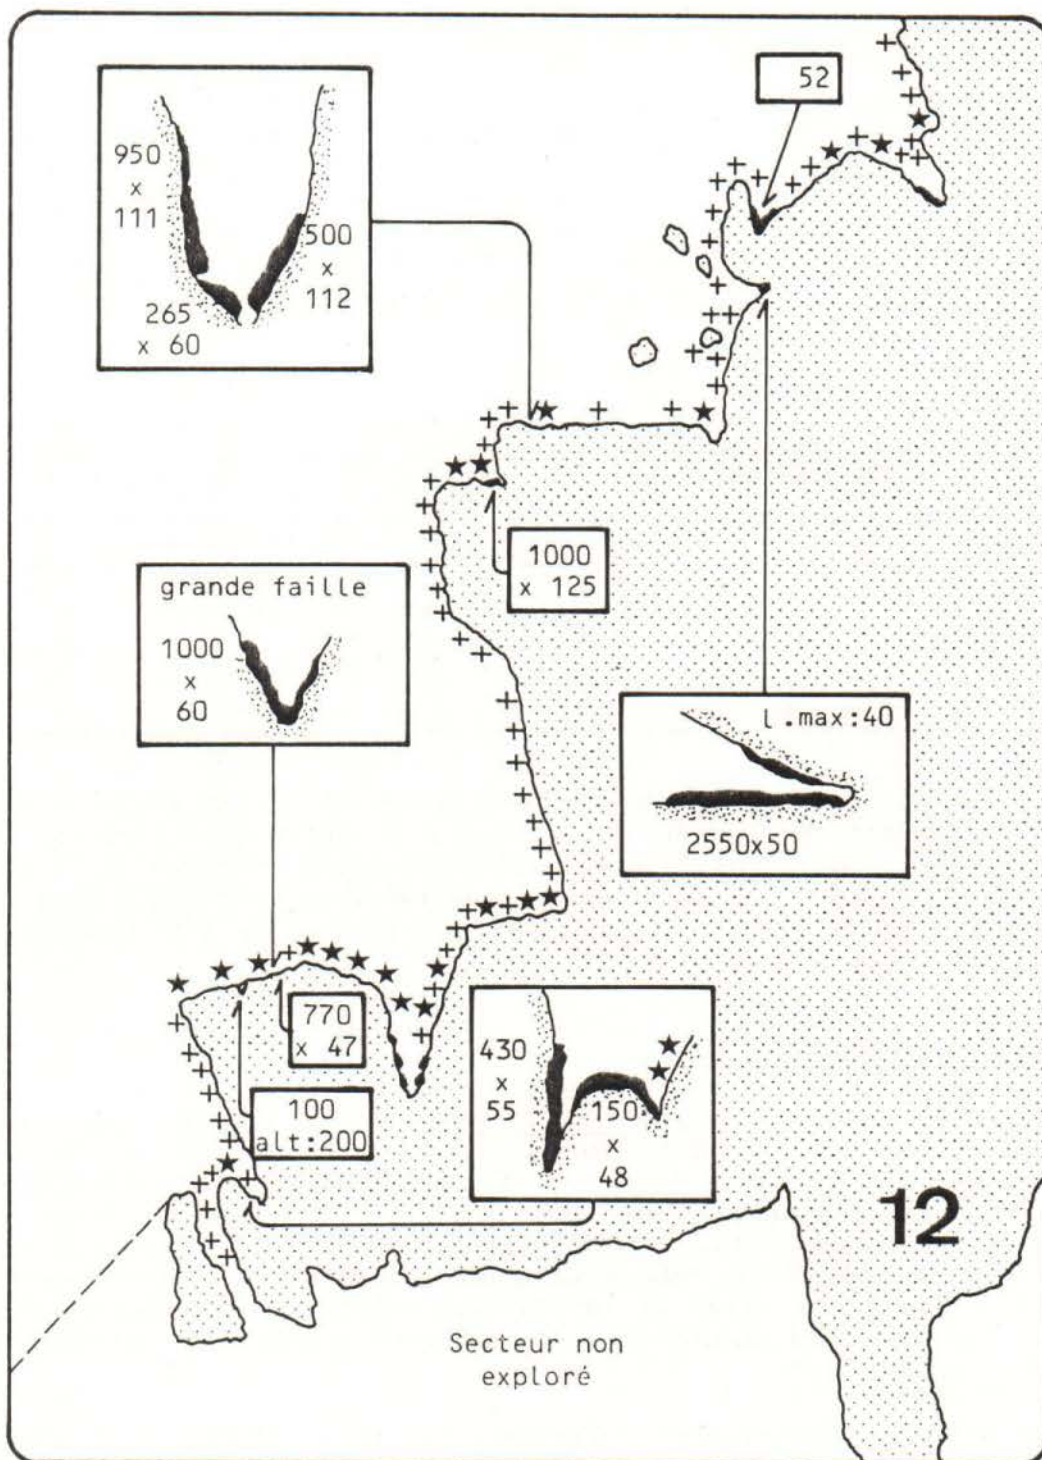 52
950
x
111
500
x
112
265
x 60
1000
x 125
grande faille
1000
x
60
l.max:40
2550x50
770
x 47
430
x
55
150
x
48
100
alt:200
12
Secteur non
exploré